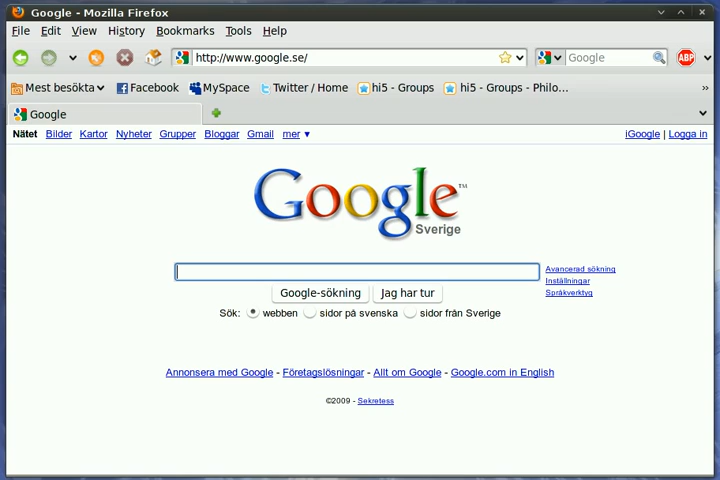 Google - Mozilla Firefox
File Edit View History Bookmarks Tools Help
http://www.google.se/ Google ABP
Mest besökta Facebook MySpace Twitter / Home hi5 - Groups hi5 - Groups - Philo... »
Google
Nätet Bilder Kartor Nyheter Grupper Bloggar Gmail mer ▼ iGoogle | Logga in
Google™
Sverige
Avancerad sökning
Inställningar
Språkverktyg
Google-sökning Jag har tur
Sök: webben sidor på svenska sidor från Sverige
Annonsera med Google - Företagslösningar - Allt om Google - Google.com in English
©2009 - Sekretess